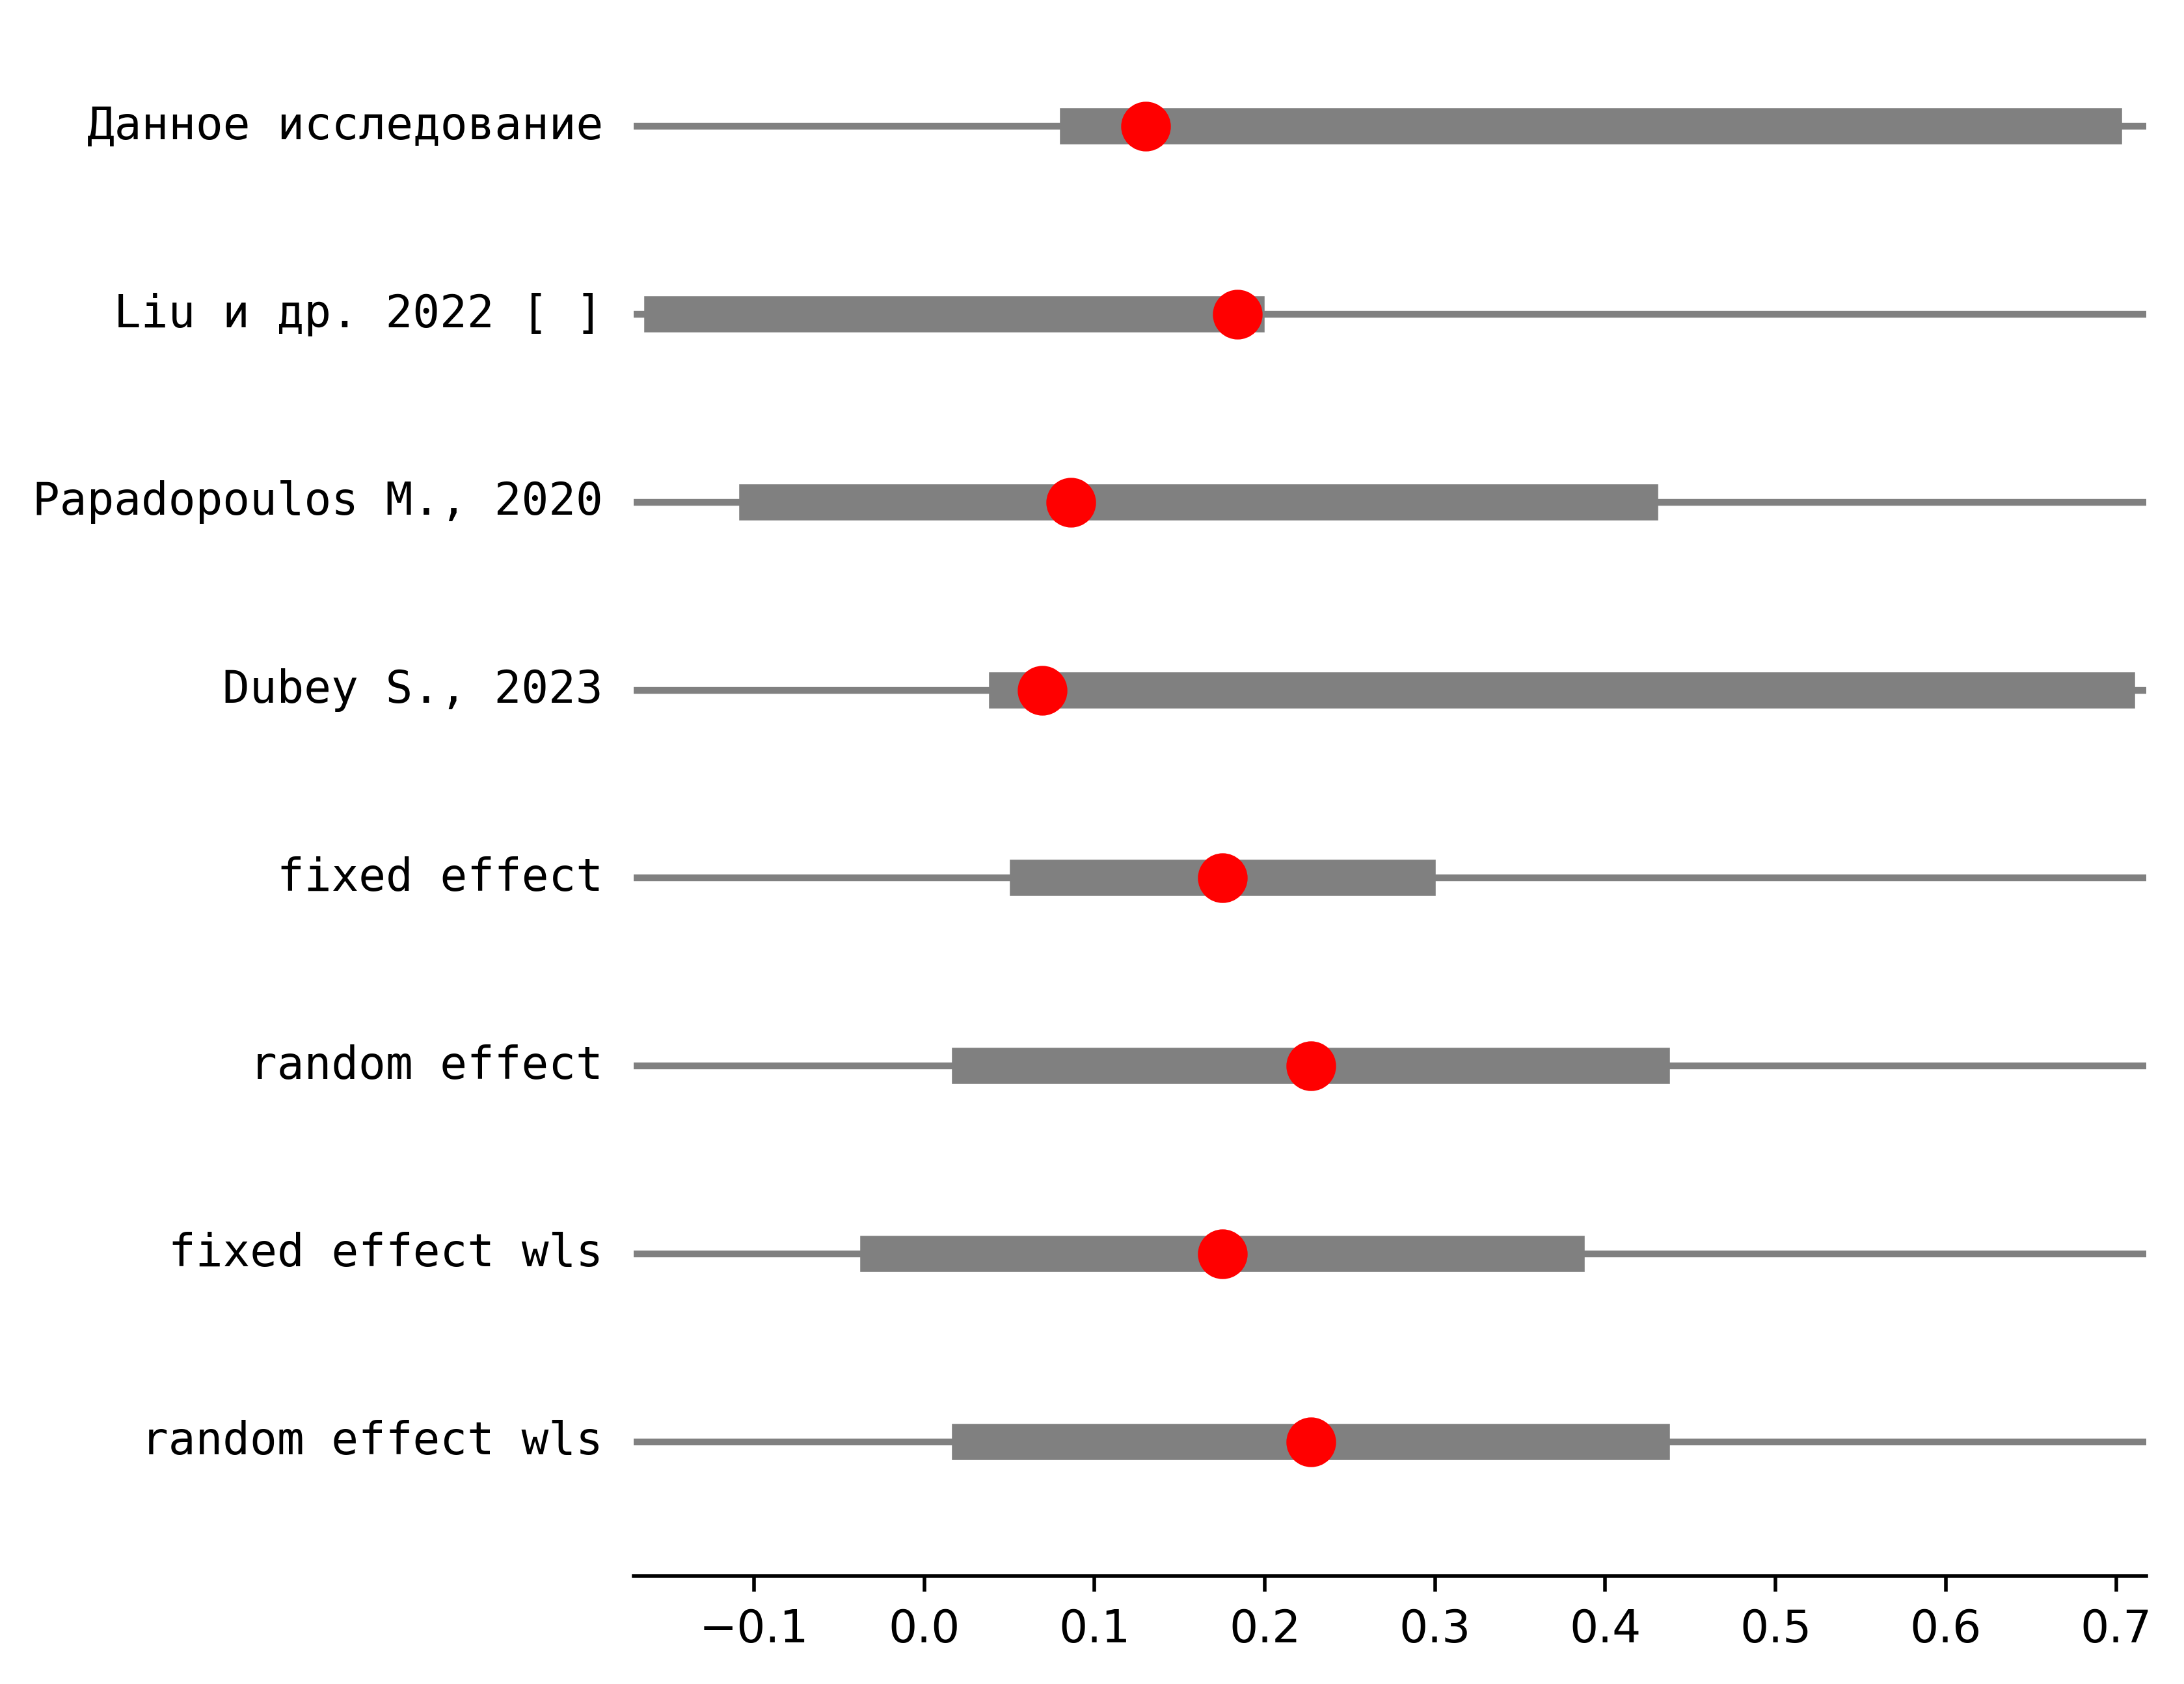 Данное исследование
Liu и др. 2022 [ ]
Papadopoulos M., 2020
Dubey S., 2023
fixed effect
random effect
fixed effect wls
random effect wls
−0.1 0.0 0.1 0.2 0.3 0.4 0.5 0.6 0.7